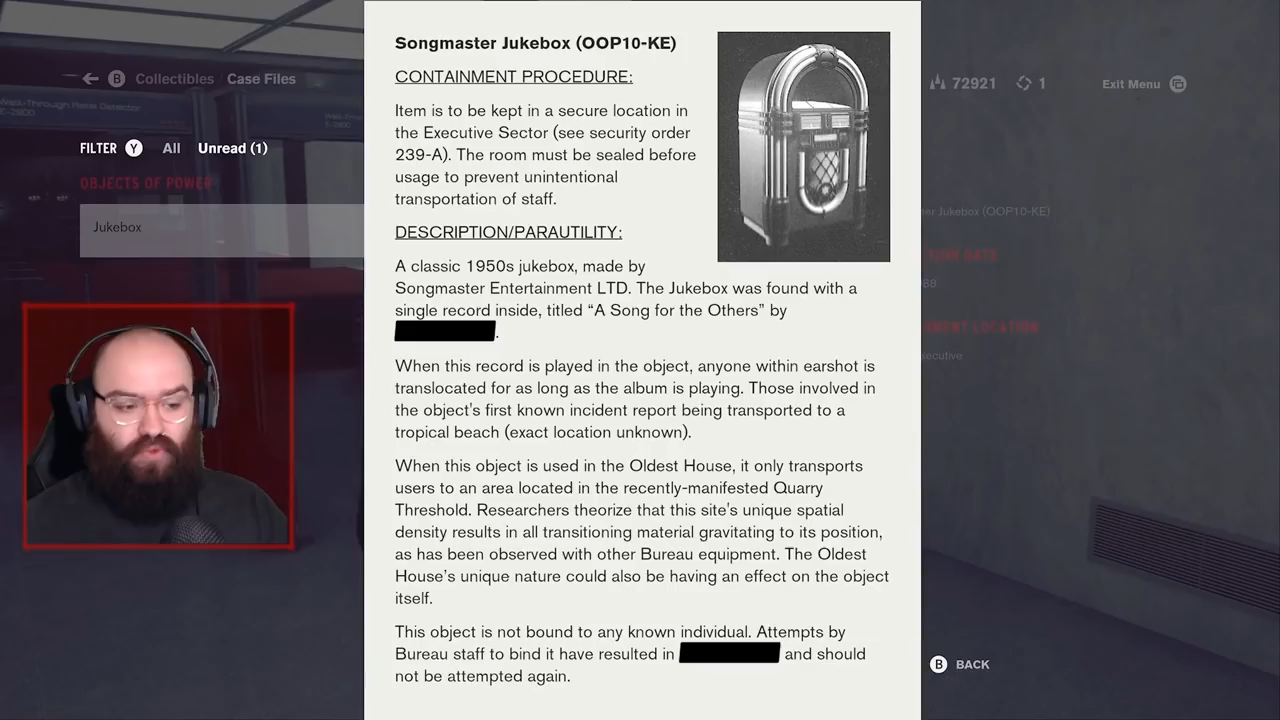 Songmaster Jukebox (OOP10-KE)
CONTAINMENT PROCEDURE:
Item is to be kept in a secure location in
the Executive Sector (see security order
239-A). The room must be sealed before
usage to prevent unintentional
transportation of staff.
DESCRIPTION/PARAUTILITY:
A classic 1950s jukebox, made by
Songmaster Entertainment LTD. The Jukebox was found with a
single record inside, titled “A Song for the Others” by
.
When this record is played in the object, anyone within earshot is
translocated for as long as the album is playing. Those involved in
the object's first known incident report being transported to a
tropical beach (exact location unknown).
When this object is used in the Oldest House, it only transports
users to an area located in the recently-manifested Quarry
Threshold. Researchers theorize that this site's unique spatial
density results in all transitioning material gravitating to its position,
as has been observed with other Bureau equipment. The Oldest
House's unique nature could also be having an effect on the object
itself.
This object is not bound to any known individual. Attempts by
Bureau staff to bind it have resulted in and should
not be attempted again.
B Collectibles Case Files
FILTER Y All Unread (1)
OBJECTS OF POWER
Jukebox
72921 1
Exit Menu
Jukebox (OOP10-KE)
B BACK